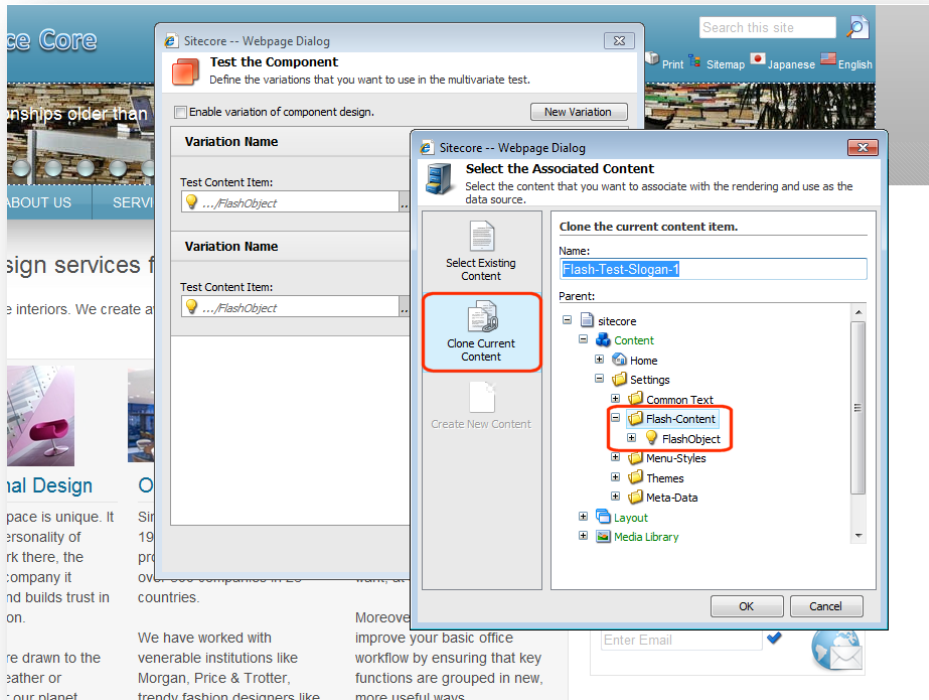 ce Core
Search this site
Print
Sitemap
Japanese
English
onships older than
ABOUT US
SERVI
Sitecore -- Webpage Dialog
Test the Component
Define the variations that you want to use in the multivariate test.
Enable variation of component design.
New Variation
Variation Name
Test Content Item:
.../FlashObject
..
Variation Name
Test Content Item:
.../FlashObject
..
Sitecore -- Webpage Dialog
Select the Associated Content
Select the content that you want to associate with the rendering and use as the
data source.
Select Existing
Content
Clone Current
Content
Create New Content
Clone the current content item.
Name:
Flash-Test-Slogan-1
Parent:
sitecore
Content
Home
Settings
Common Text
Flash-Content
FlashObject
Menu-Styles
Themes
Meta-Data
Layout
Media Library
OK
Cancel
sign services f
e interiors. We create a
nal Design
pace is unique. It
ersonality of
rk there, the
company it
nd builds trust in
on.
re drawn to the
eather or
our planet
O
Sin
19
pro
countries.
We have worked with
venerable institutions like
Morgan, Price & Trotter,
trendy fashion designers like
Moreove
improve your basic office
workflow by ensuring that key
functions are grouped in new,
more useful ways
Enter Email